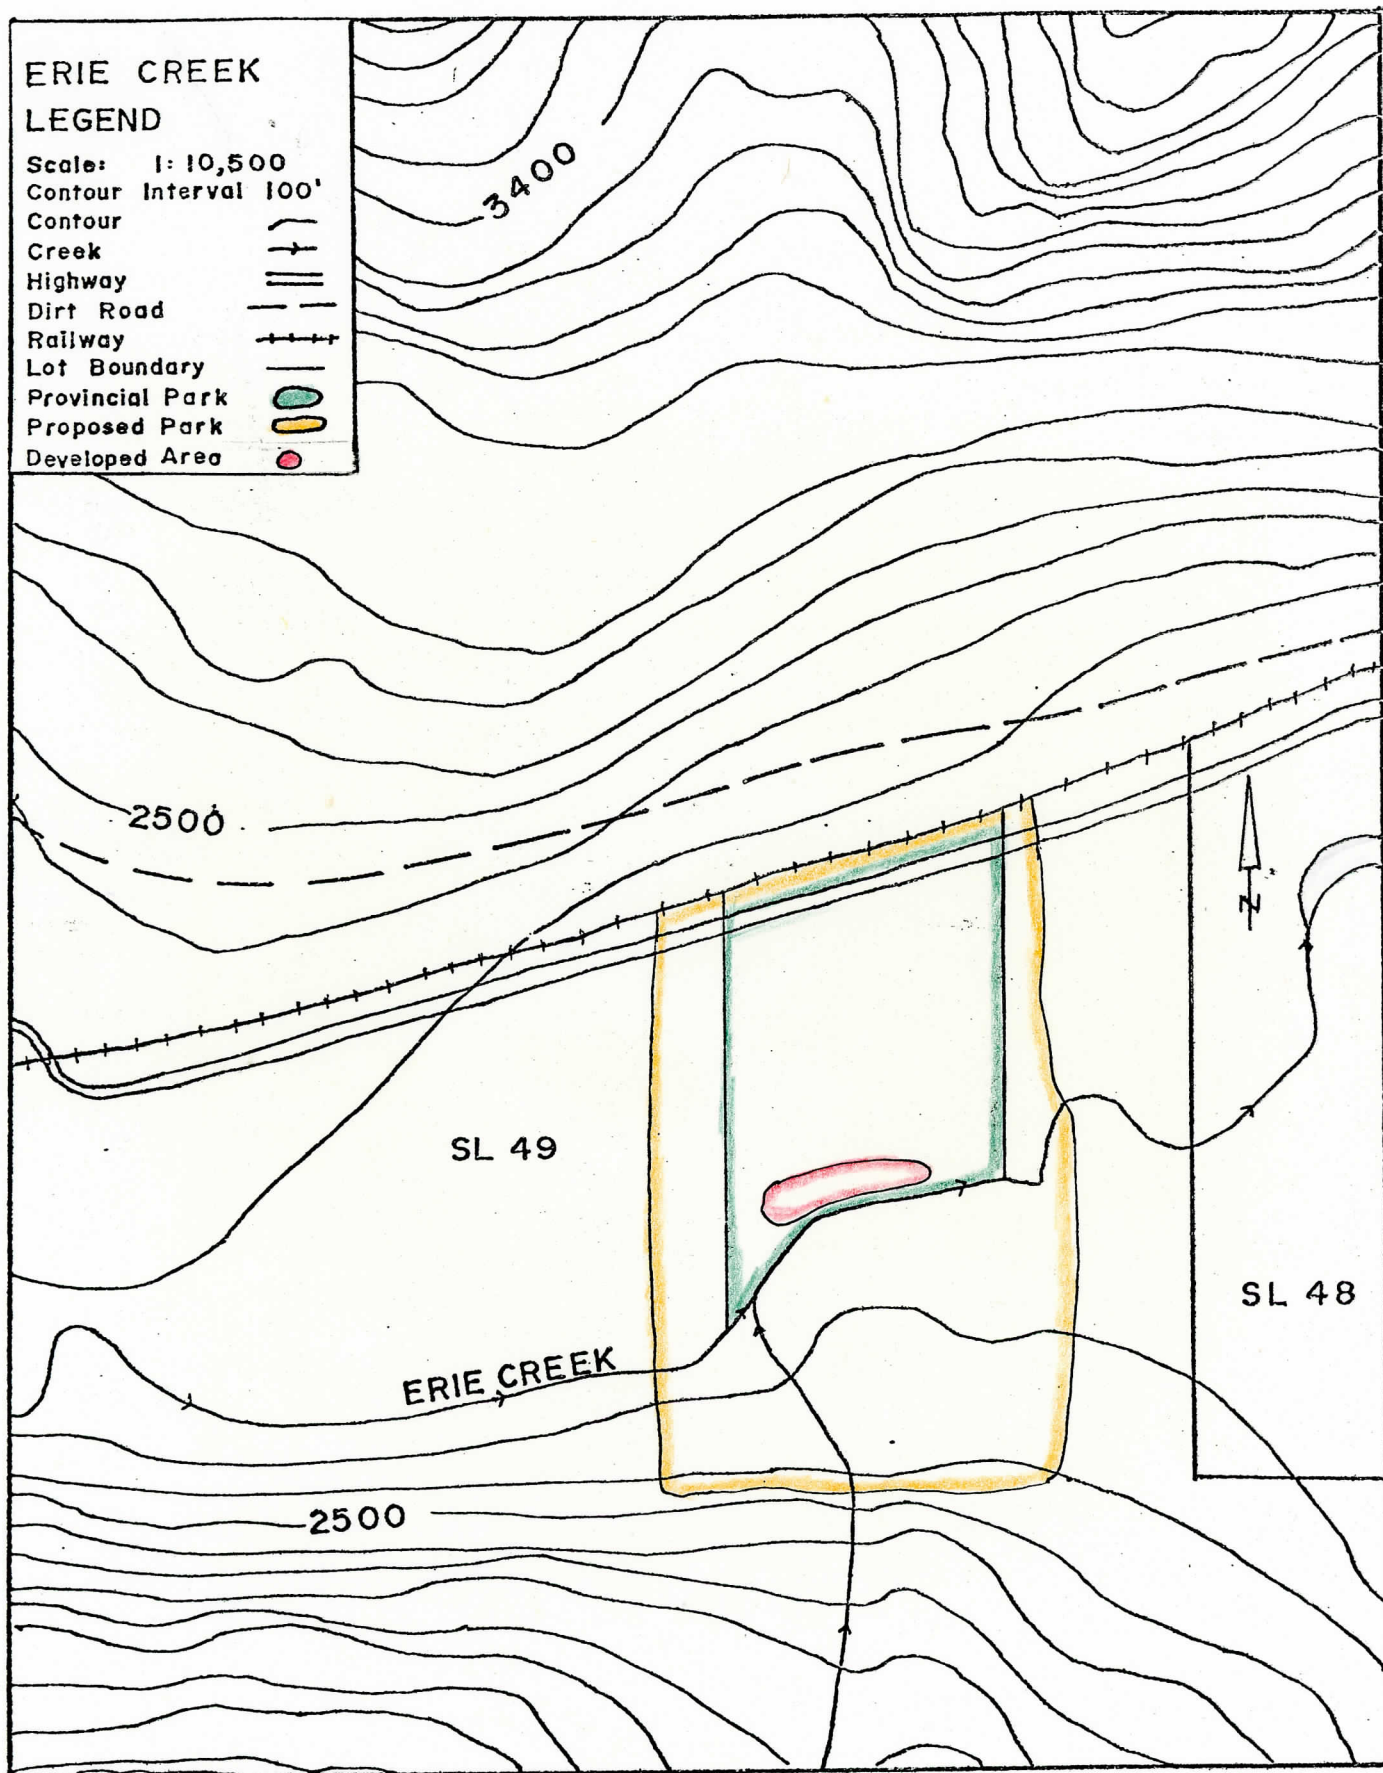 ERIE CREEK
LEGEND
Scale: 1:10,500
Contour Interval 100'
Contour
Creek
Highway
Dirt Road
Railway
Lot Boundary
Provincial Park
Proposed Park
Developed Area
3400
2500
N
SL 49
SL 48
ERIE CREEK
2500